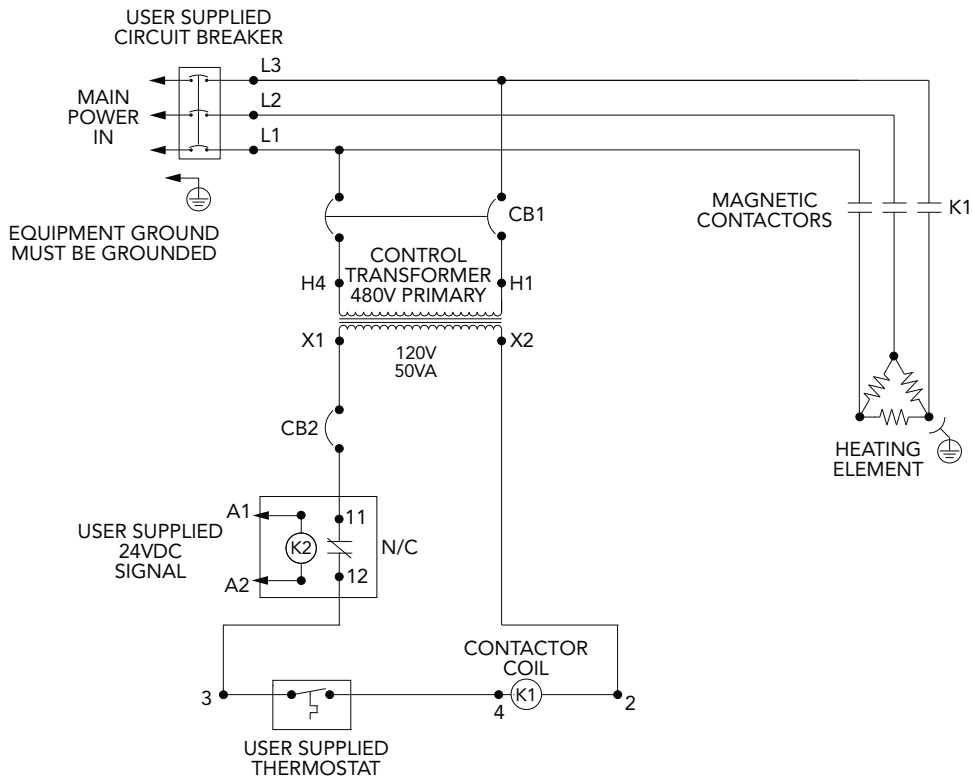 USER SUPPLIED
CIRCUIT BREAKER
L3
L2
L1
MAIN
POWER
IN
EQUIPMENT GROUND
MUST BE GROUNDED
CB1
MAGNETIC
CONTACTORS
K1
CONTROL
TRANSFORMER
480V PRIMARY
H4
H1
X1
X2
120V
50VA
CB2
HEATING
ELEMENT
A1
A2
USER SUPPLIED
24VDC
SIGNAL
K2
11
12
N/C
CONTACTOR
COIL
3
4
K1
2
USER SUPPLIED
THERMOSTAT